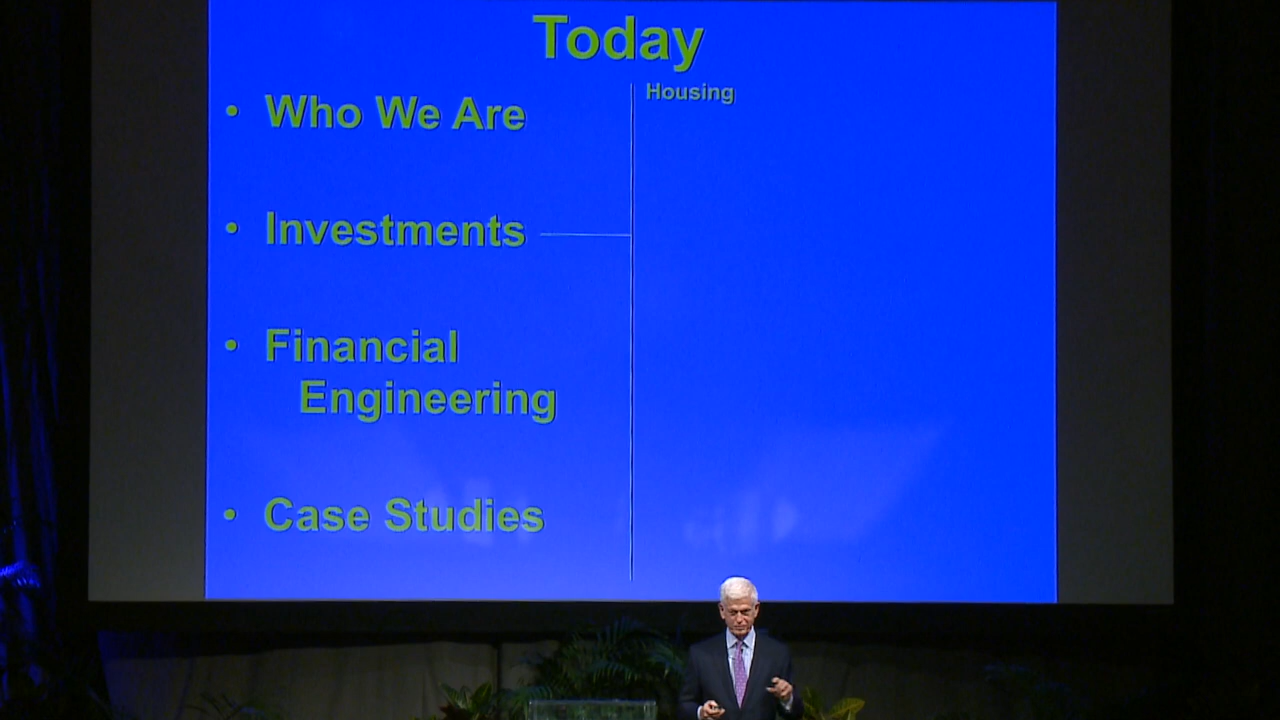 Today
Housing
• Who We Are
• Investments
• Financial
Engineering
• Case Studies